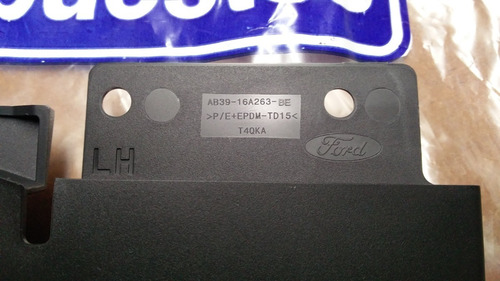 AB39-16A263-BE
>P/E+EPDM-TD15<
T40KA
LH
Ford